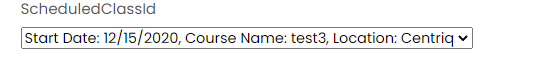 ScheduledClassId
Start Date: 12/15/2020, Course Name: test3, Location: Centriq